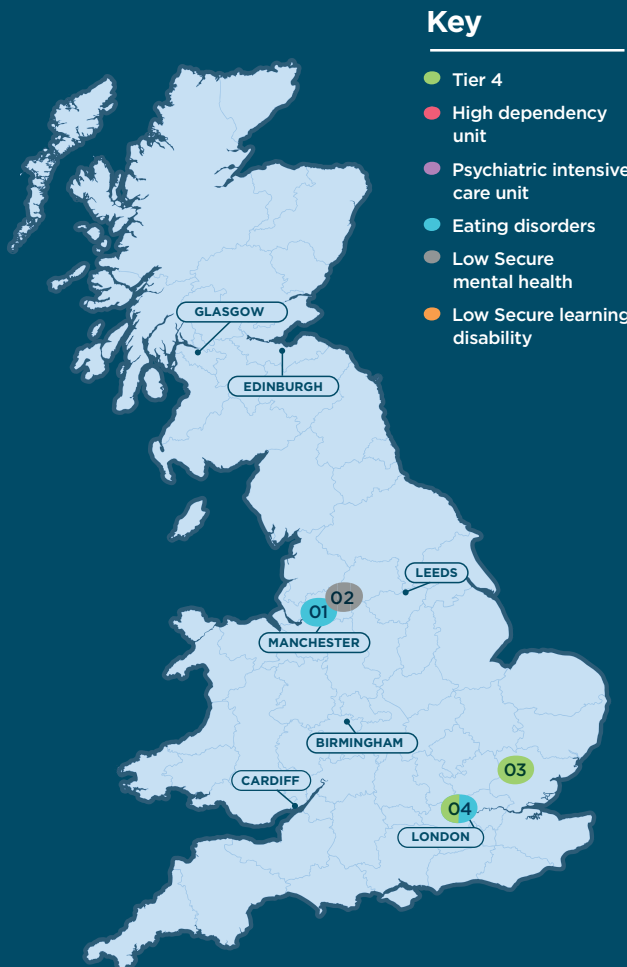 Key
Tier 4
High dependency
unit
Psychiatric intensive
care unit
Eating disorders
Low Secure
mental health
Low Secure learning
disability
GLASGOW
EDINBURGH
LEEDS
02
01
MANCHESTER
BIRMINGHAM
03
CARDIFF
04
LONDON